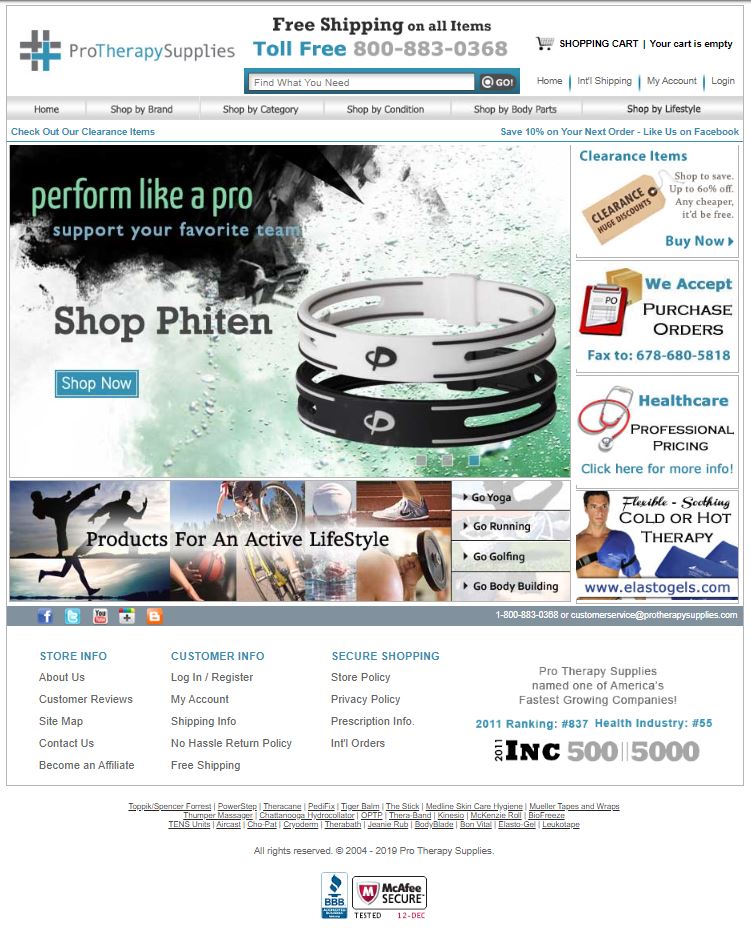 Free Shipping on all Items
ProTherapySupplies
Toll Free 800-883-0368
SHOPPING CART | Your cart is empty
Find What You Need
GO!
Home | Int'l Shipping | My Account | Login
Home
Shop by Brand
Shop by Category
Shop by Condition
Shop by Body Parts
Shop by Lifestyle
Check Out Our Clearance Items
Save 10% on Your Next Order - Like Us on Facebook
perform like a pro
support your favorite team
Shop Phiten
Shop Now
Clearance Items
CLEARANCE
HUGE DISCOUNTS
Shop to save.
Up to 60% off.
Any cheaper,
it'd be free.
Buy Now
We Accept
PO
PURCHASE
ORDERS
Fax to: 678-680-5818
Healthcare
PROFESSIONAL
PRICING
Click here for more info!
Flexible - Soothing
COLD OR HOT
THERAPY
www.elastogels.com
Products For An Active LifeStyle
Go Yoga
Go Running
Go Golfing
Go Body Building
You
Tube
1-800-883-0368 or customerservice@protherapysupplies.com
STORE INFO
About Us
Customer Reviews
Site Map
Contact Us
Become an Affiliate
CUSTOMER INFO
Log In / Register
My Account
Shipping Info
No Hassle Return Policy
Free Shipping
SECURE SHOPPING
Store Policy
Privacy Policy
Prescription Info.
Int'l Orders
Pro Therapy Supplies
named one of America's
Fastest Growing Companies!
2011 Ranking: #837 Health Industry: #55
2011 Inc 500||5000
Toppik/Spencer Forrest | PowerStep | Theracane | PediFix | Tiger Balm | The Stick | Medline Skin Care Hygiene | Mueller Tapes and Wraps
Thumper Massager | Chattanooga Hydrocollator | OPTP | Thera-Band | Kinesio | McKenzie Roll | BioFreeze
TENS Units | Aircast | Cho-Pat | Cryoderm | Therabath | Jeanie Rub | BodyBlade | Bon Vital | Elasto-Gel | Leukotape
All rights reserved. © 2004 - 2019 Pro Therapy Supplies.
BBB
ACCREDITED
BUSINESS
McAfee
SECURE
TESTED 12-DEC